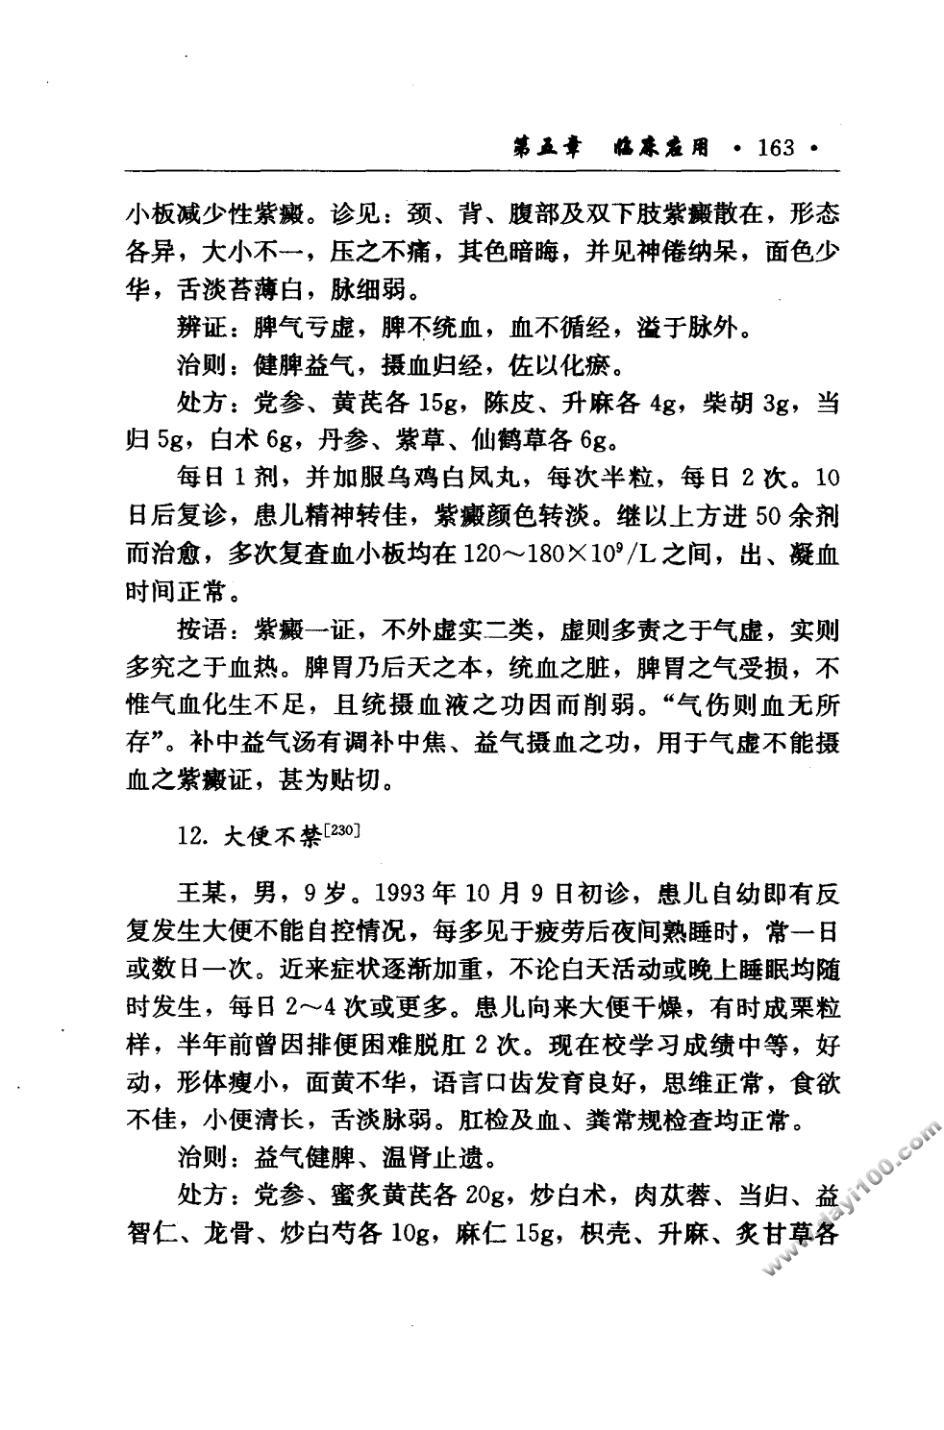 第五章 临床应用 · 163 ·
小板减少性紫癜。诊见：颈、背、腹部及双下肢紫癜散在，形态
各异，大小不一，压之不痛，其色暗晦，并见神倦纳呆，面色少
华，舌淡苔薄白，脉细弱。
辨证：脾气亏虚，脾不统血，血不循经，溢于脉外。
治则：健脾益气，摄血归经，佐以化瘀。
处方：党参、黄芪各 15g，陈皮、升麻各 4g，柴胡 3g，当
归 5g，白术 6g，丹参、紫草、仙鹤草各 6g。
每日 1 剂，并加服乌鸡白凤丸，每次半粒，每日 2 次。10
日后复诊，患儿精神转佳，紫癜颜色转淡。继以上方进 50 余剂
而治愈，多次复查血小板均在 120～180×10⁹/L 之间，出、凝血
时间正常。
按语：紫癜一证，不外虚实二类，虚则多责之于气虚，实则
多究之于血热。脾胃乃后天之本，统血之脏，脾胃之气受损，不
惟气血化生不足，且统摄血液之功因而削弱。“气伤则血无所
存”。补中益气汤有调补中焦、益气摄血之功，用于气虚不能摄
血之紫癜证，甚为贴切。
12. 大便不禁[230]
王某，男，9 岁。1993 年 10 月 9 日初诊，患儿自幼即有反
复发生大便不能自控情况，每多见于疲劳后夜间熟睡时，常一日
或数日一次。近来症状逐渐加重，不论白天活动或晚上睡眠均随
时发生，每日 2～4 次或更多。患儿向来大便干燥，有时成栗粒
样，半年前曾因排便困难脱肛 2 次。现在校学习成绩中等，好
动，形体瘦小，面黄不华，语言口齿发育良好，思维正常，食欲
不佳，小便清长，舌淡脉弱。肛检及血、粪常规检查均正常。
治则：益气健脾、温肾止遗。
处方：党参、蜜炙黄芪各 20g，炒白术，肉苁蓉、当归、益
智仁、龙骨、炒白芍各 10g，麻仁 15g，枳壳、升麻、炙甘草各
www.dayi100.com